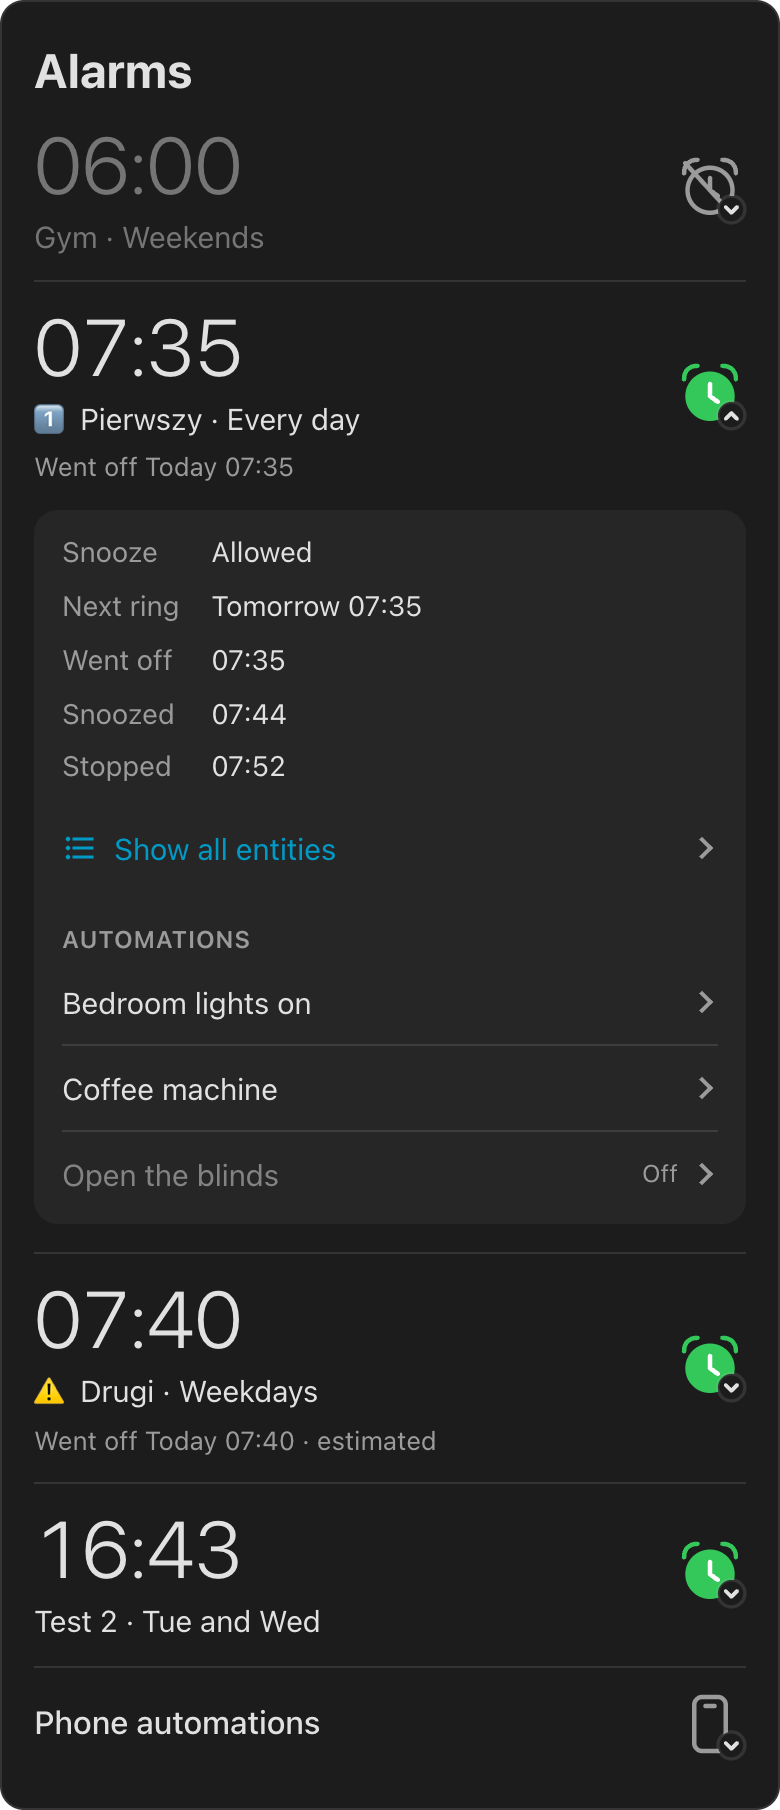 Alarms
06:00
Gym · Weekends
07:35
1️⃣ Pierwszy · Every day
Went off Today 07:35
Snooze Allowed
Next ring Tomorrow 07:35
Went off 07:35
Snoozed 07:44
Stopped 07:52
Show all entities
AUTOMATIONS
Bedroom lights on
Coffee machine
Open the blinds Off
07:40
⚠️ Drugi · Weekdays
Went off Today 07:40 · estimated
16:43
Test 2 · Tue and Wed
Phone automations